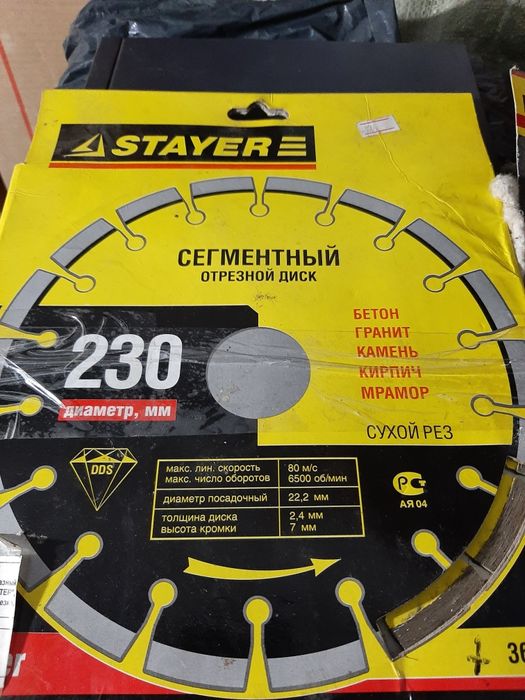 STAYER
СЕГМЕНТНЫЙ
ОТРЕЗНОЙ ДИСК
БЕТОН
ГРАНИТ
КАМЕНЬ
КИРПИЧ
МРАМОР
230
диаметр, мм
СУХОЙ РЕЗ
DDS
макс. лин. скорость 80 м/с
макс. число оборотов 6500 об/мин
диаметр посадочный 22,2 мм
толщина диска 2,4 мм
высота кромки 7 мм
РСТ
АЯ 04
36